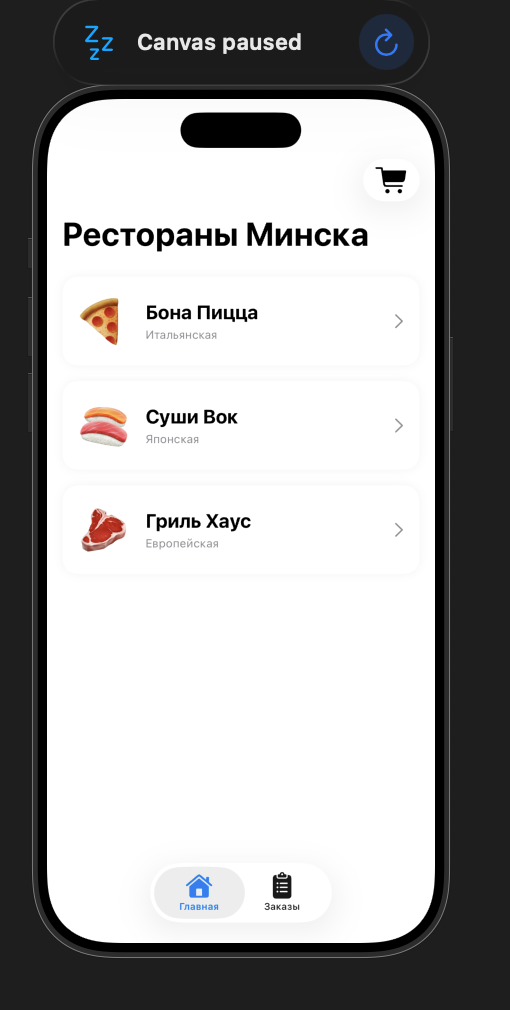 Canvas paused
Рестораны Минска
Бона Пицца
Итальянская
Суши Вок
Японская
Гриль Хаус
Европейская
Главная
Заказы